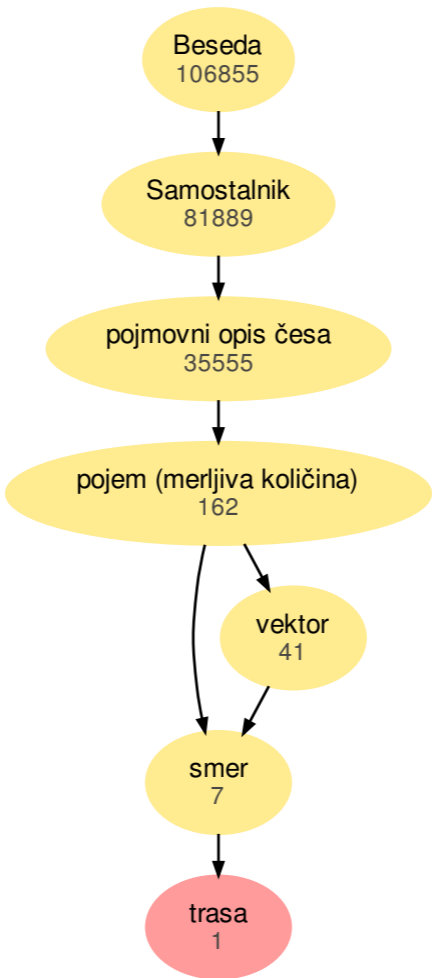 Beseda
106855
Samostalnik
81889
pojmovni opis česa
35555
pojem (merljiva količina)
162
vektor
41
smer
7
trasa
1